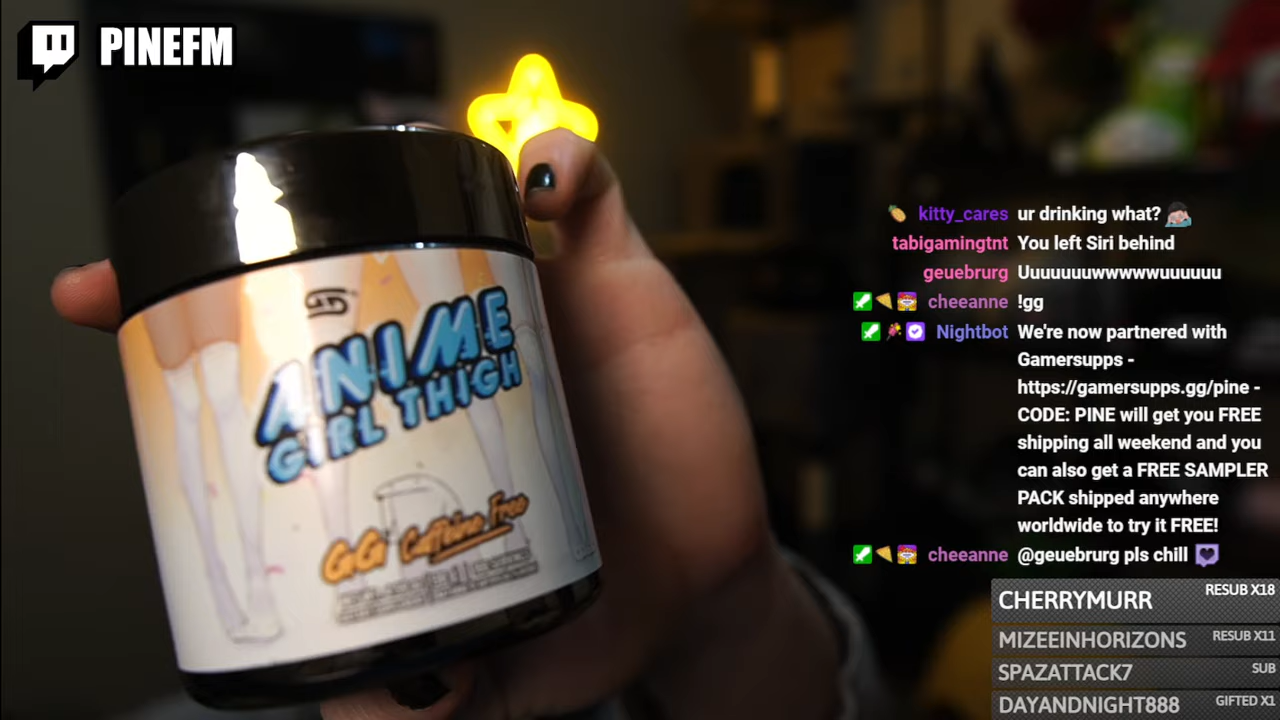 PINEFM
kitty_cares ur drinking what?
tabigamingtnt You left Siri behind
geuebrurg Uuuuuuuwwwwwuuuuuu
cheeanne !gg
Nightbot We're now partnered with
Gamersupps -
https://gamersupps.gg/pine -
CODE: PINE will get you FREE
shipping all weekend and you
can also get a FREE SAMPLER
PACK shipped anywhere
worldwide to try it FREE!
cheeanne @geuebrurg pls chill
GG
ANIME
GIRL THIGH
GG Caffeine Free
CHERRYMURR RESUB X18
MIZEEINHORIZONS RESUB X11
SPAZATTACK7 SUB
DAYANDNIGHT888 GIFTED X1